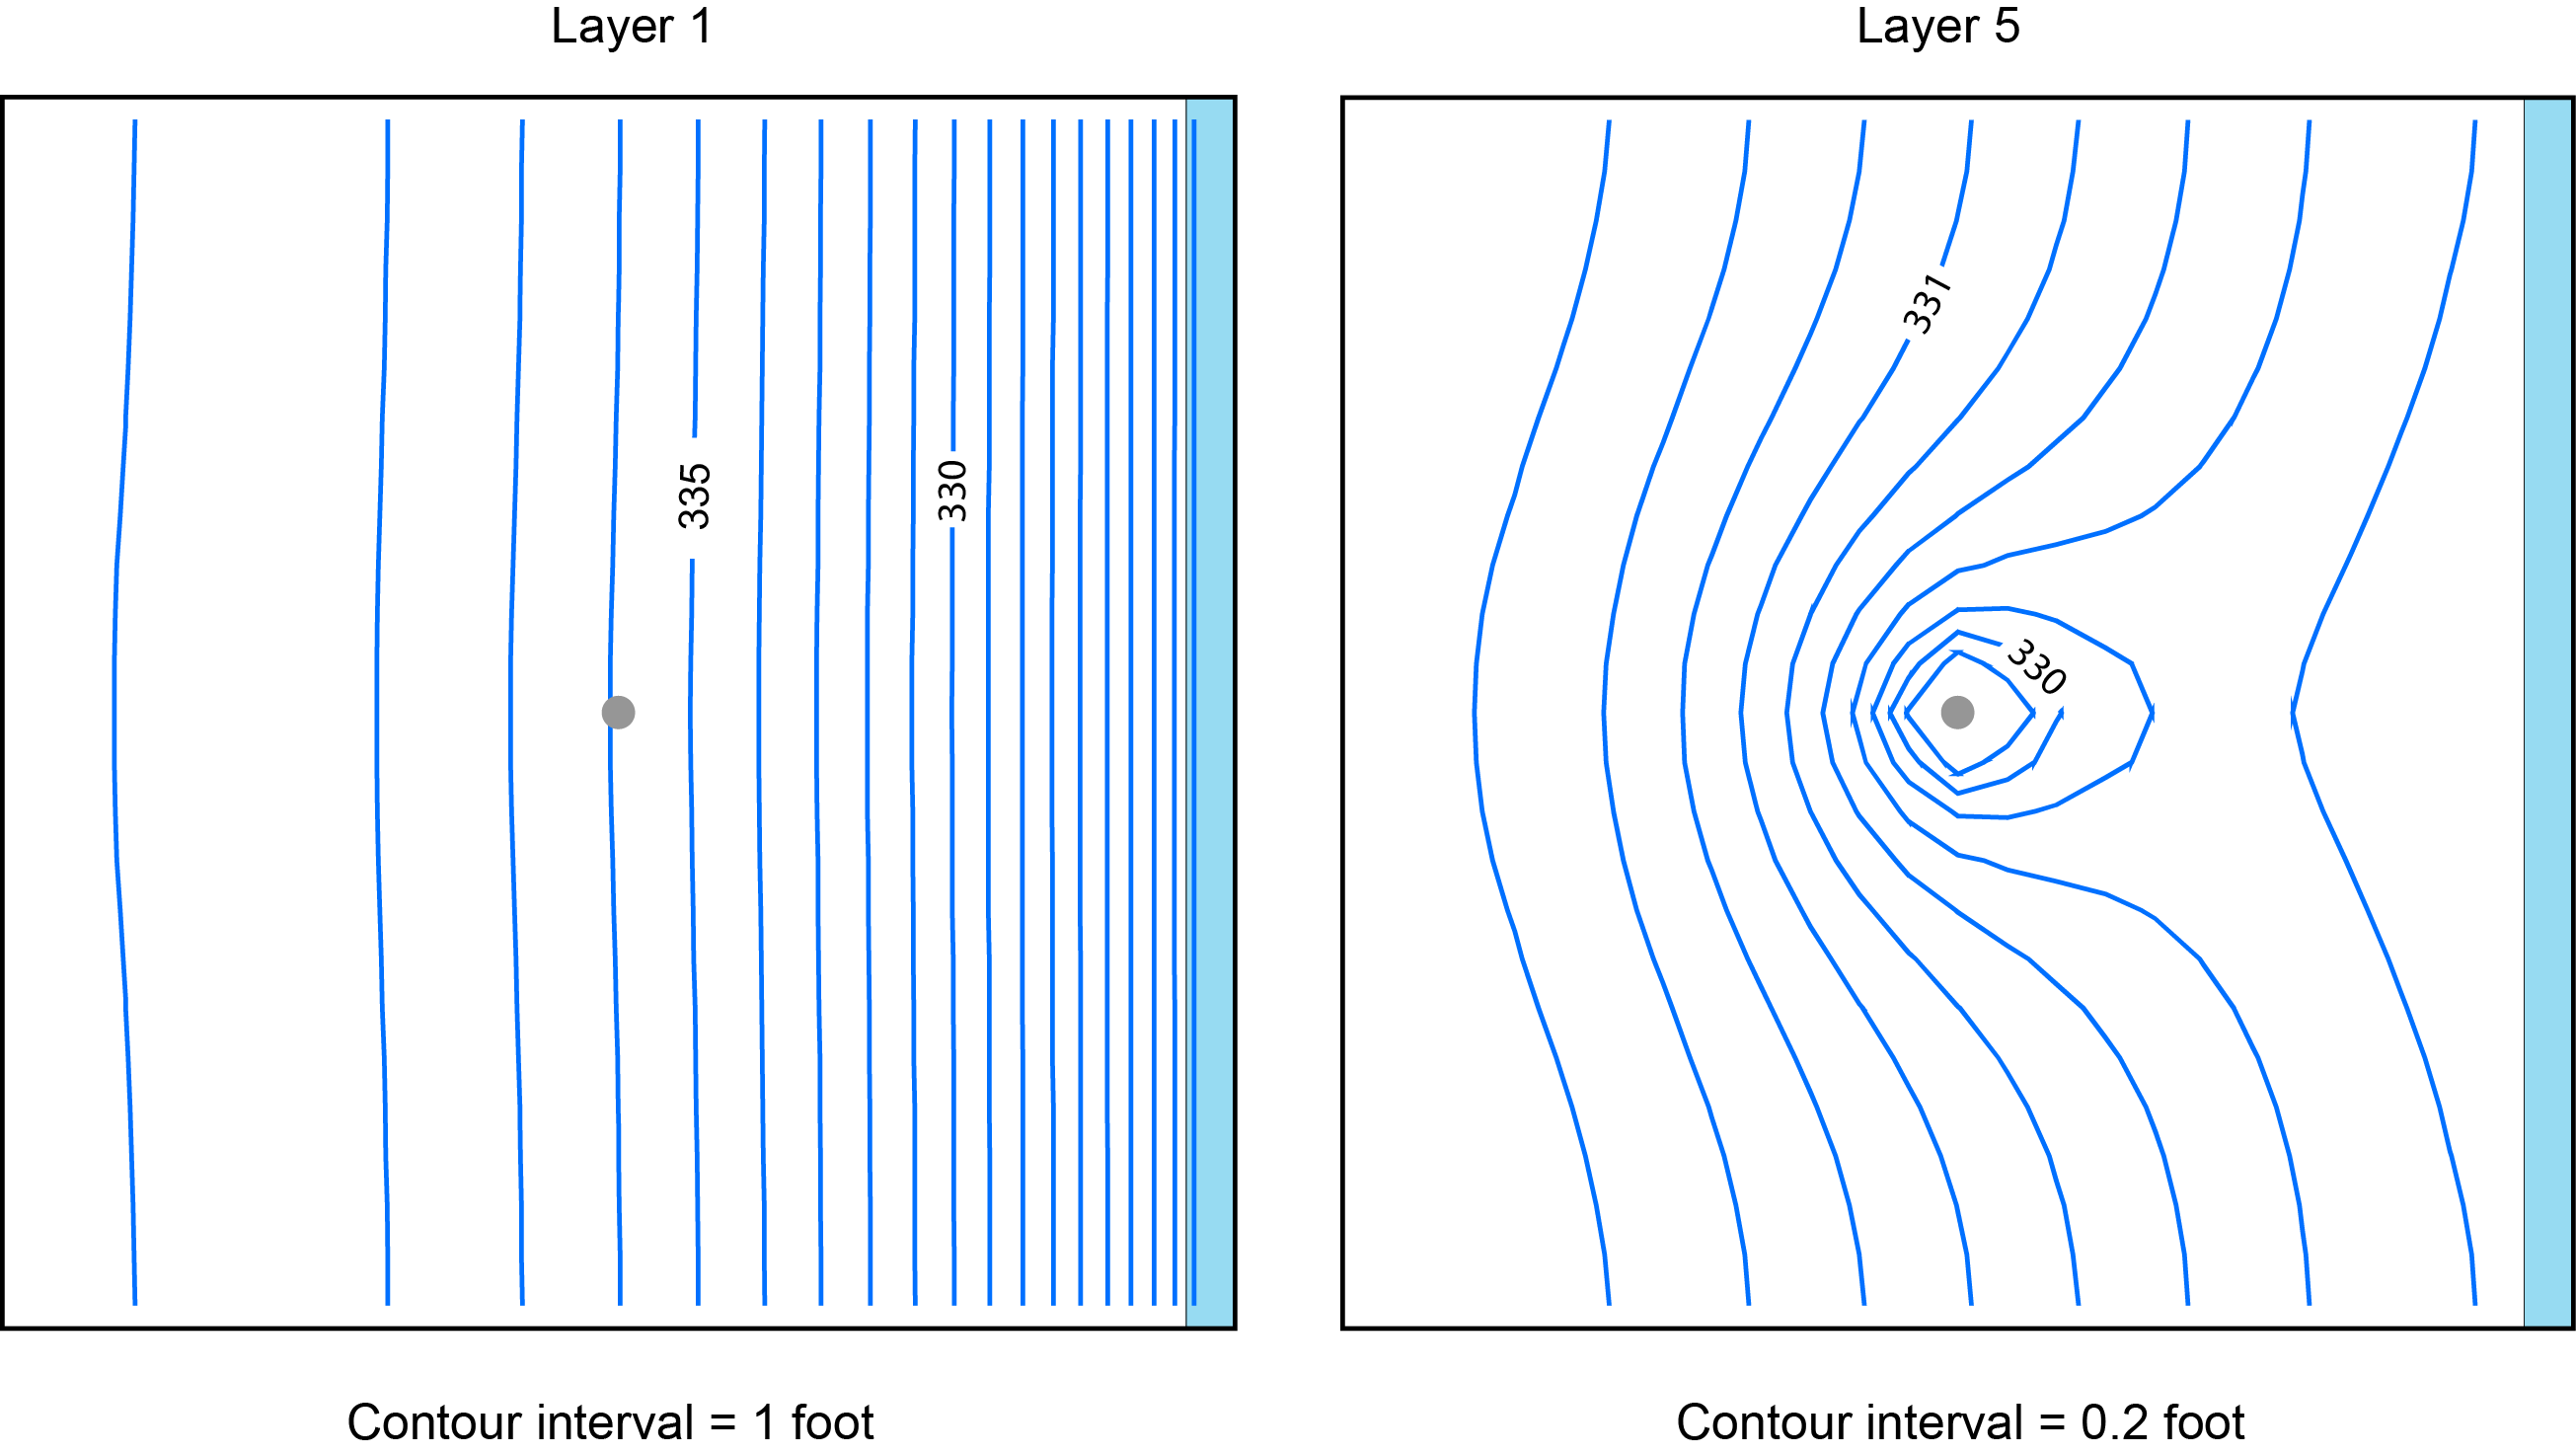 Layer 1
Layer 5
335
330
331
330
Contour interval = 1 foot
Contour interval = 0.2 foot